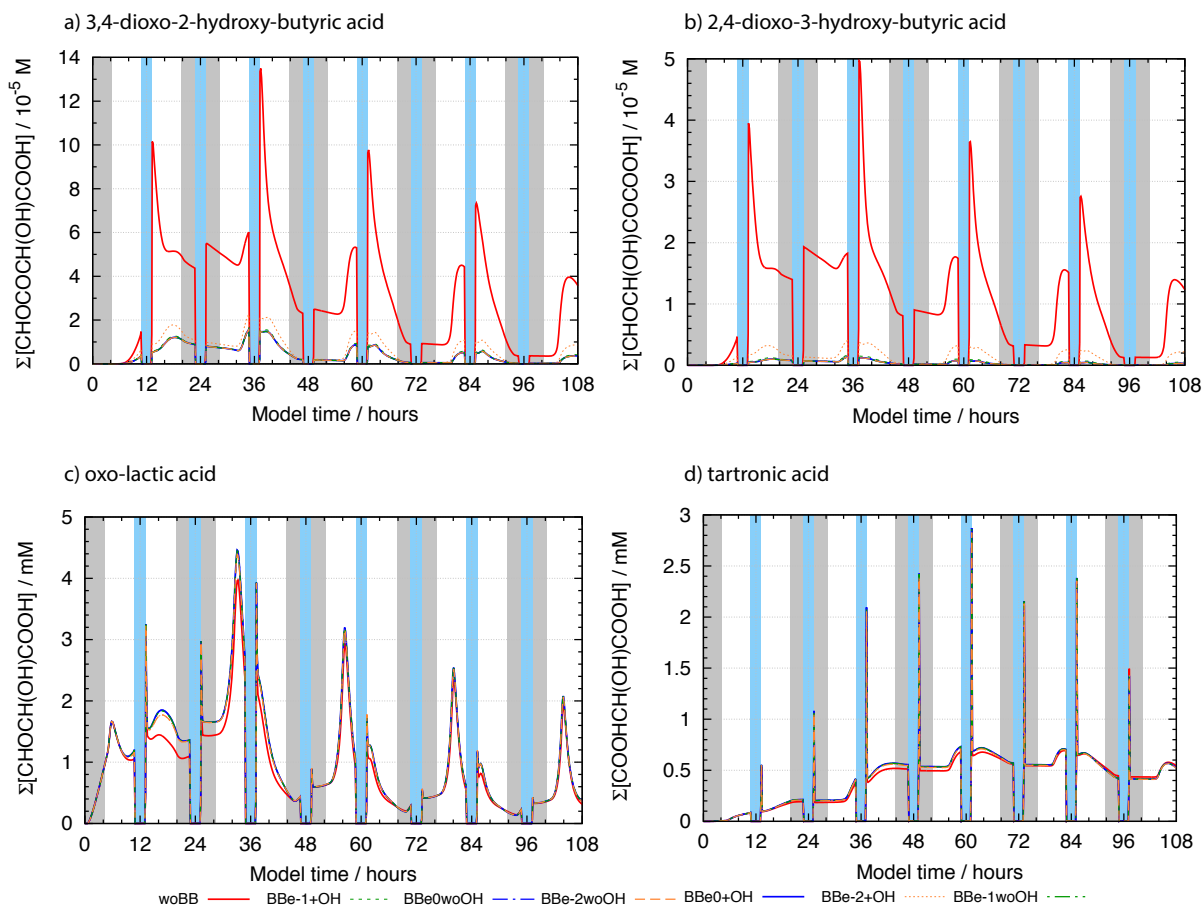 a) 3,4-dioxo-2-hydroxy-butyric acid
Σ[CHOCOCH(OH)COOH] / 10⁻⁵ M
14
12
10
8
6
4
2
0
0 12 24 36 48 60 72 84 96 108
Model time / hours
b) 2,4-dioxo-3-hydroxy-butyric acid
Σ[CHOCH(OH)COCOOH] / 10⁻⁵ M
5
4
3
2
1
0
0 12 24 36 48 60 72 84 96 108
Model time / hours
c) oxo-lactic acid
Σ[CHOCH(OH)COOH] / mM
5
4
3
2
1
0
0 12 24 36 48 60 72 84 96 108
Model time / hours
d) tartronic acid
Σ[COOHCH(OH)COOH] / mM
3
2.5
2
1.5
1
0.5
0
0 12 24 36 48 60 72 84 96 108
Model time / hours
woBB BBe-1+OH BBe0woOH BBe-2woOH BBe0+OH BBe-2+OH BBe-1woOH